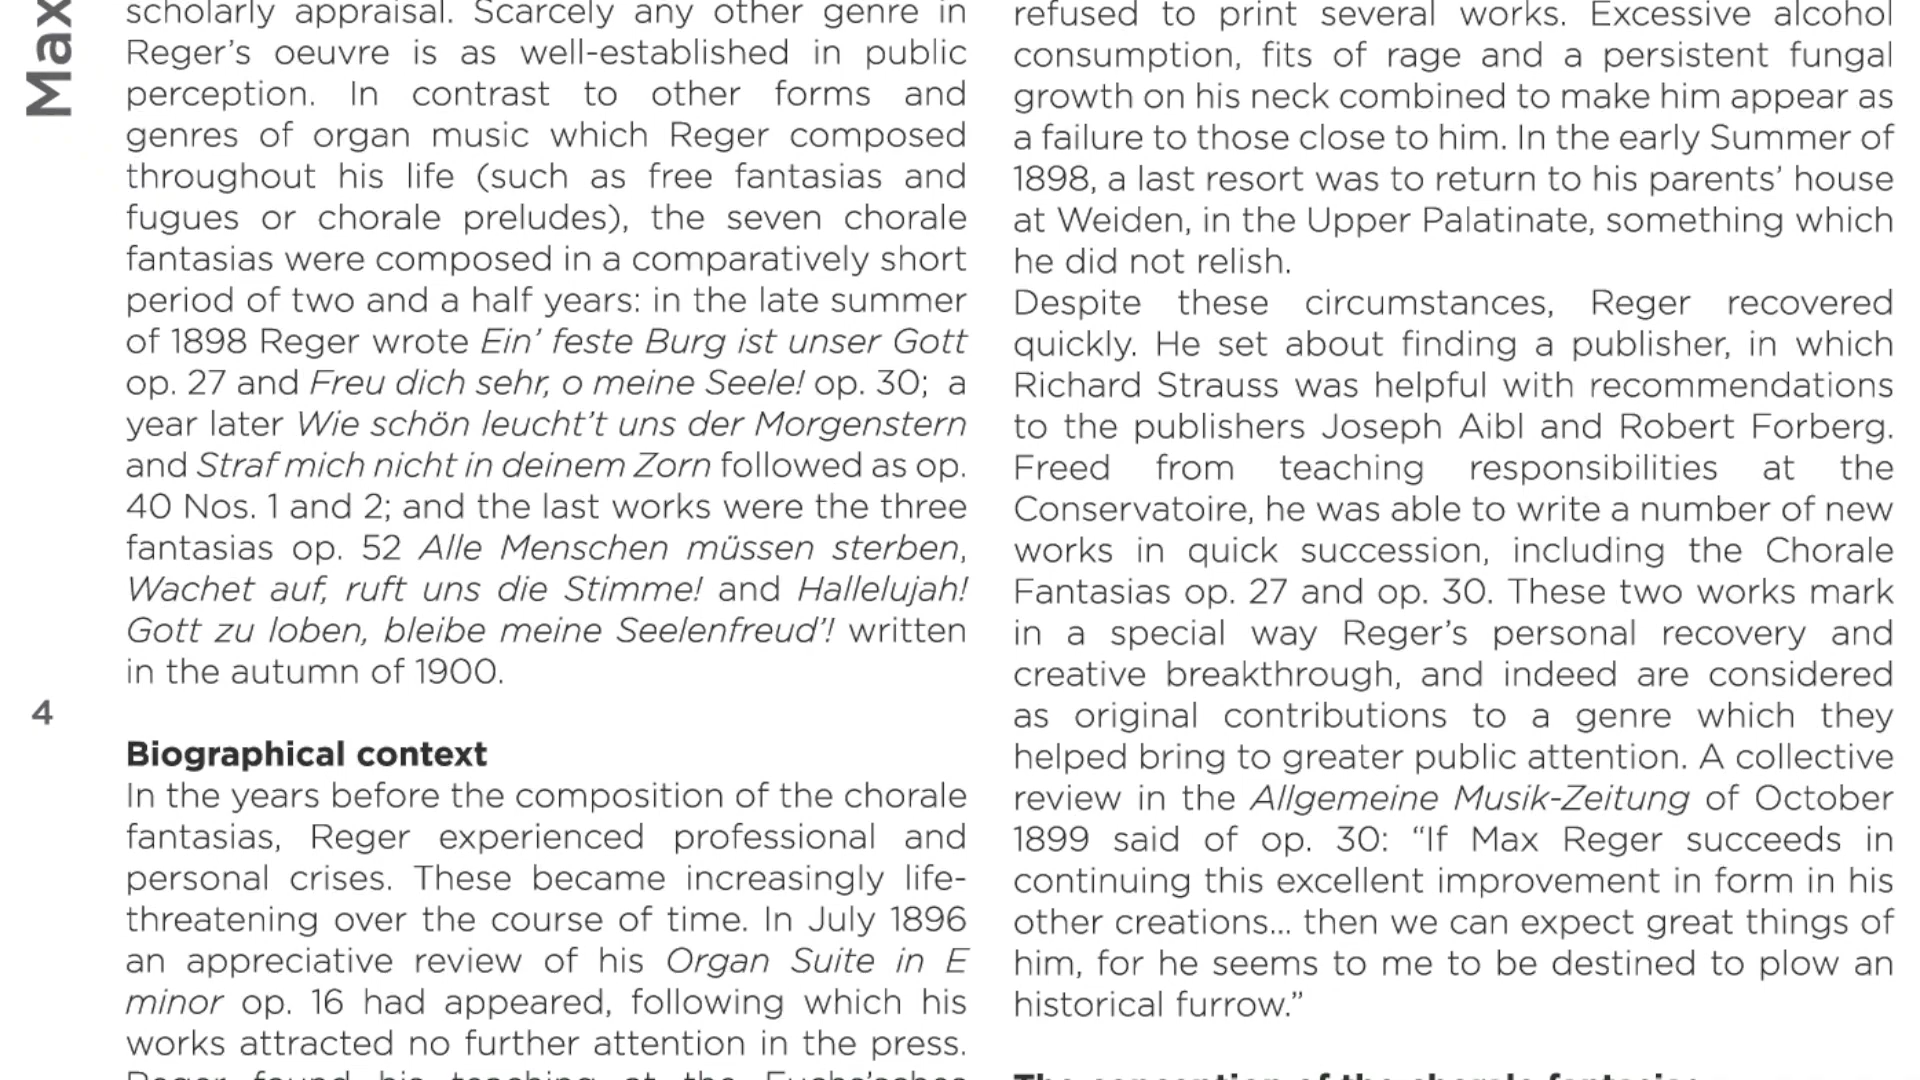 Max
scholarly appraisal. Scarcely any other genre in
Reger’s oeuvre is as well-established in public
perception. In contrast to other forms and
genres of organ music which Reger composed
throughout his life (such as free fantasias and
fugues or chorale preludes), the seven chorale
fantasias were composed in a comparatively short
period of two and a half years: in the late summer
of 1898 Reger wrote Ein’ feste Burg ist unser Gott
op. 27 and Freu dich sehr, o meine Seele! op. 30; a
year later Wie schön leucht’t uns der Morgenstern
and Straf mich nicht in deinem Zorn followed as op.
40 Nos. 1 and 2; and the last works were the three
fantasias op. 52 Alle Menschen müssen sterben,
Wachet auf, ruft uns die Stimme! and Hallelujah!
Gott zu loben, bleibe meine Seelenfreud’! written
in the autumn of 1900.
4
Biographical context
In the years before the composition of the chorale
fantasias, Reger experienced professional and
personal crises. These became increasingly life-
threatening over the course of time. In July 1896
an appreciative review of his Organ Suite in E
minor op. 16 had appeared, following which his
works attracted no further attention in the press.
Reger found his teaching at the Fuchs’sches
refused to print several works. Excessive alcohol
consumption, fits of rage and a persistent fungal
growth on his neck combined to make him appear as
a failure to those close to him. In the early Summer of
1898, a last resort was to return to his parents’ house
at Weiden, in the Upper Palatinate, something which
he did not relish.
Despite these circumstances, Reger recovered
quickly. He set about finding a publisher, in which
Richard Strauss was helpful with recommendations
to the publishers Joseph Aibl and Robert Forberg.
Freed from teaching responsibilities at the
Conservatoire, he was able to write a number of new
works in quick succession, including the Chorale
Fantasias op. 27 and op. 30. These two works mark
in a special way Reger’s personal recovery and
creative breakthrough, and indeed are considered
as original contributions to a genre which they
helped bring to greater public attention. A collective
review in the Allgemeine Musik-Zeitung of October
1899 said of op. 30: “If Max Reger succeeds in
continuing this excellent improvement in form in his
other creations... then we can expect great things of
him, for he seems to me to be destined to plow an
historical furrow.”
The conception of the chorale fantasias